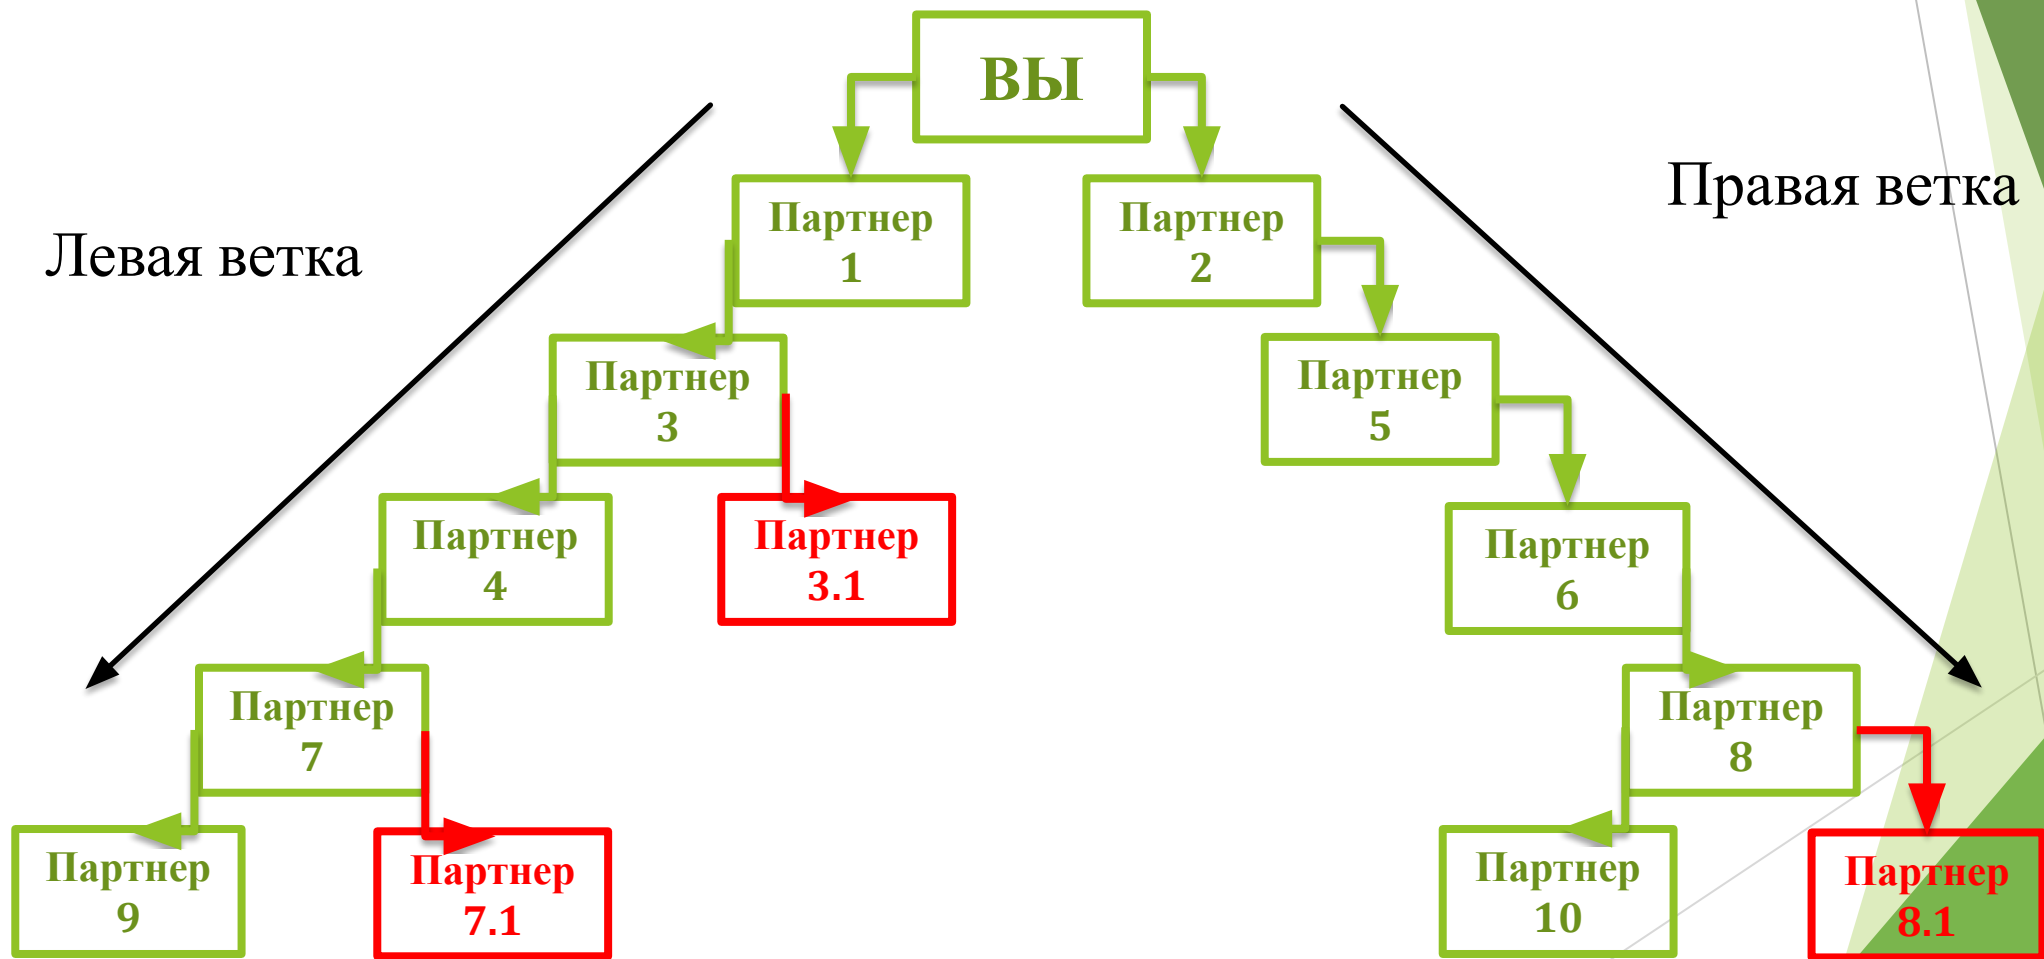 ВЫ
Левая ветка
Правая ветка
Партнер
1
Партнер
2
Партнер
3
Партнер
5
Партнер
4
Партнер
3.1
Партнер
6
Партнер
7
Партнер
8
Партнер
9
Партнер
7.1
Партнер
10
Партнер
8.1